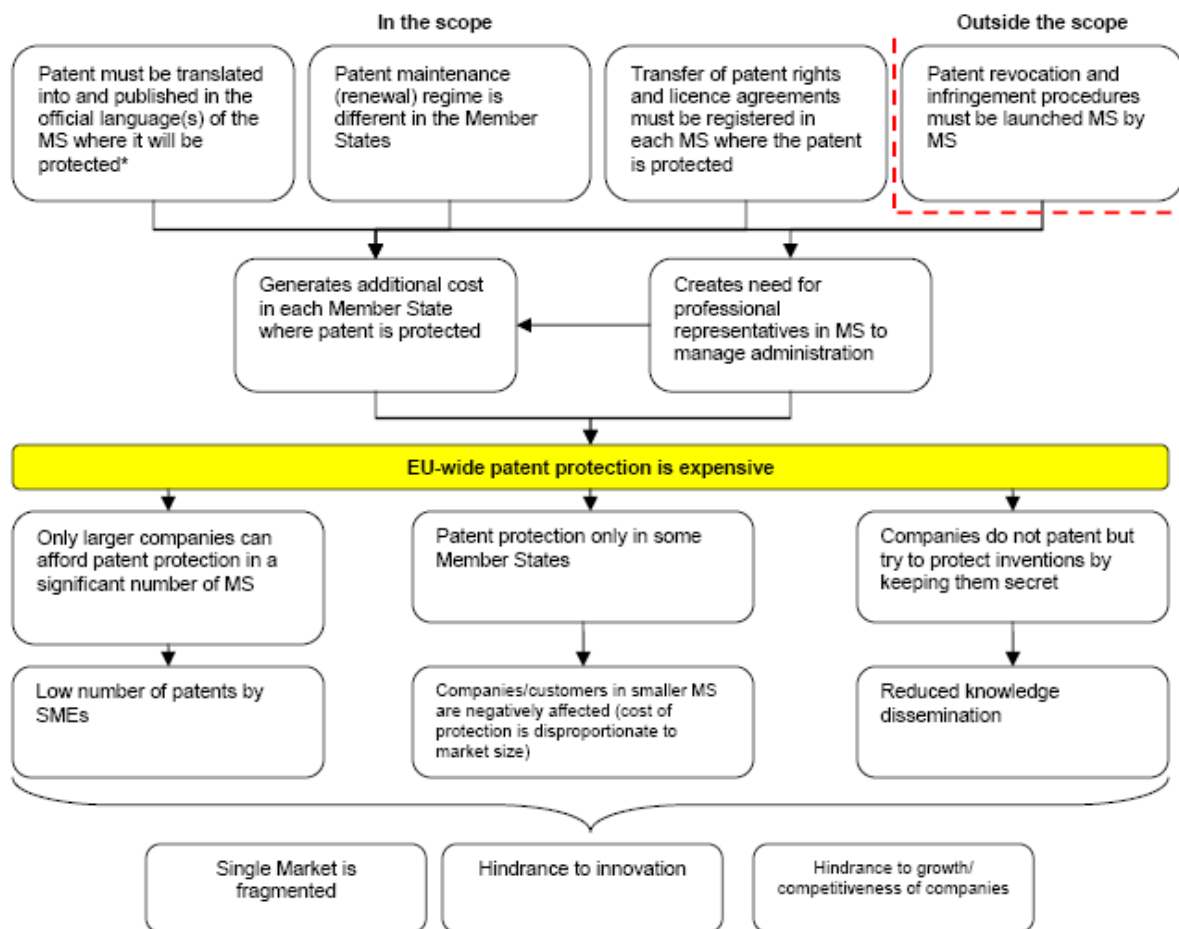 In the scope
Outside the scope
Patent must be translated
into and published in the
official language(s) of the
MS where it will be
protected*
Patent maintenance
(renewal) regime is
different in the Member
States
Transfer of patent rights
and licence agreements
must be registered in
each MS where the patent
is protected
Patent revocation and
infringement procedures
must be launched MS by
MS
Generates additional cost
in each Member State
where patent is protected
Creates need for
professional
representatives in MS to
manage administration
EU-wide patent protection is expensive
Only larger companies can
afford patent protection in a
significant number of MS
Patent protection only in some
Member States
Companies do not patent but
try to protect inventions by
keeping them secret
Low number of patents by
SMEs
Companies/customers in smaller MS
are negatively affected (cost of
protection is disproportionate to
market size)
Reduced knowledge
dissemination
Single Market is
fragmented
Hindrance to innovation
Hindrance to growth/
competitiveness of companies